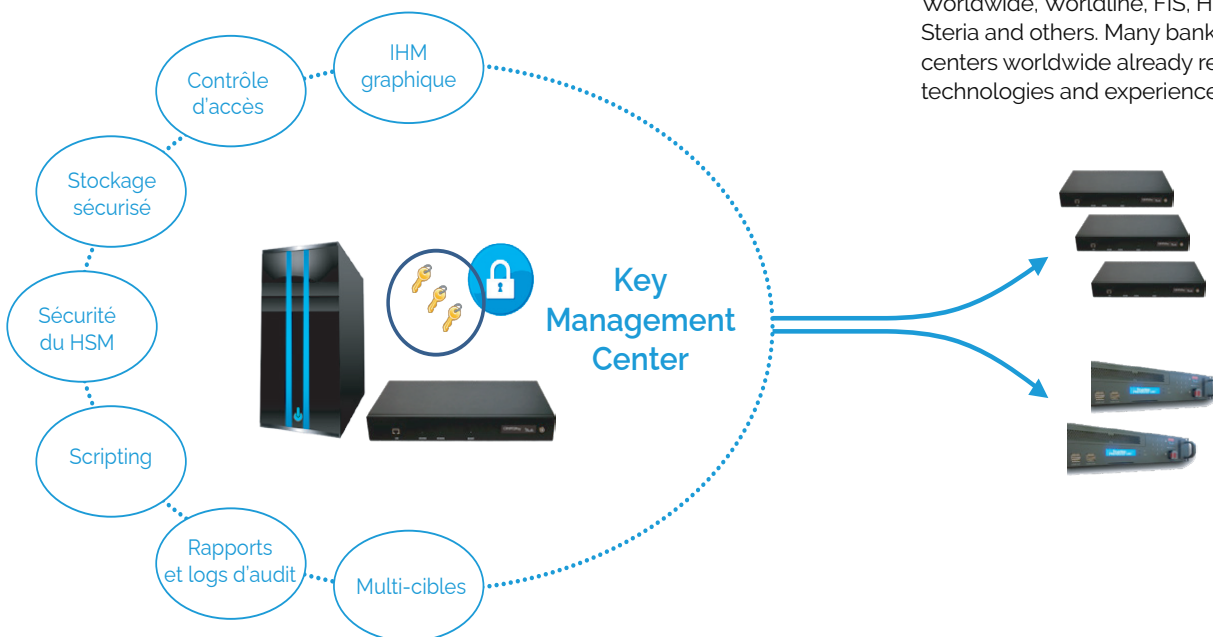 Worldwide, Worldline, FIS, H
Steria and others. Many bank
centers worldwide already re
technologies and experience
IHM
graphique
Contrôle
d'accès
Stockage
sécurisé
Sécurité
du HSM
Scripting
Rapports
et logs d'audit
Multi-cibles
Key
Management
Center